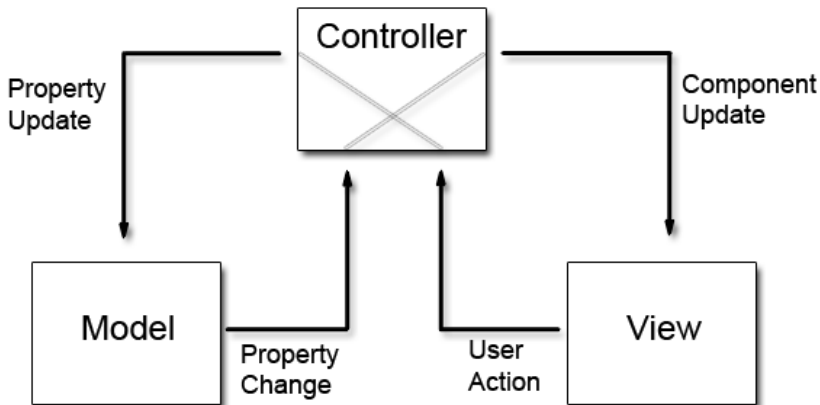 Controller
Property
Update
Component
Update
Model
Property
Change
User
Action
View